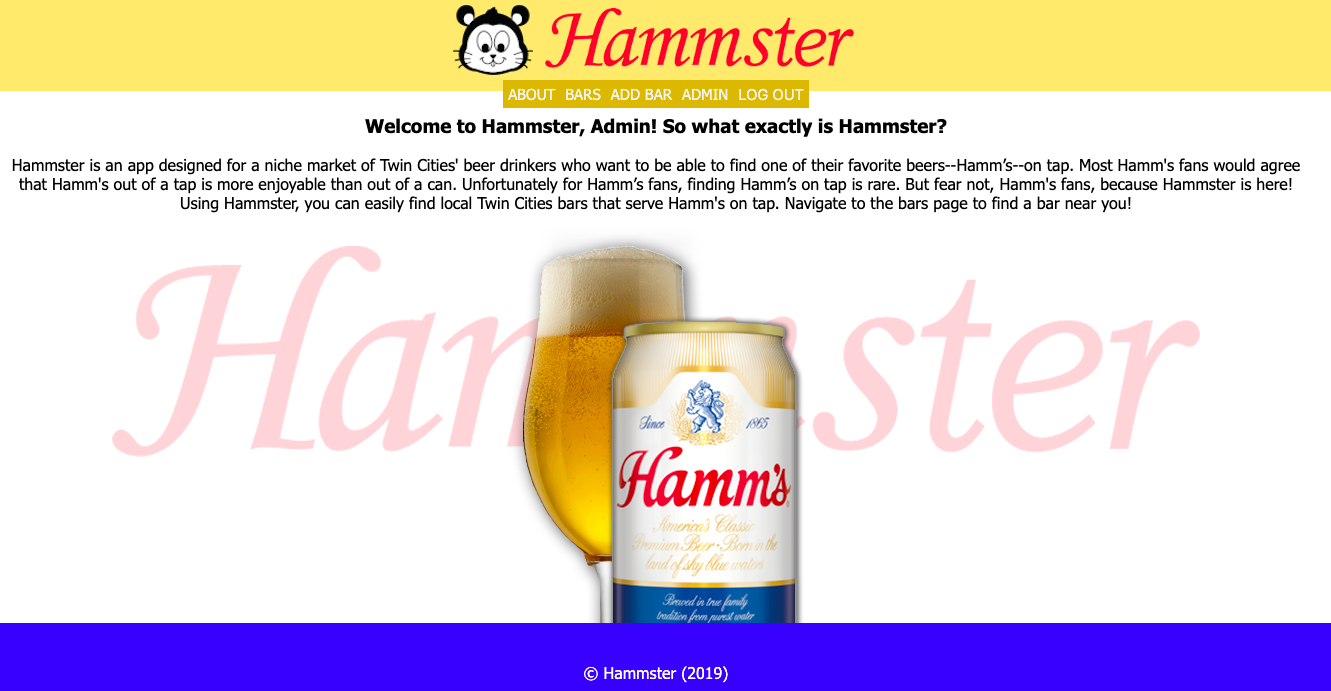 Hammster
ABOUT BARS ADD BAR ADMIN LOG OUT
Welcome to Hammster, Admin! So what exactly is Hammster?
Hammster is an app designed for a niche market of Twin Cities' beer drinkers who want to be able to find one of their favorite beers--Hamm’s--on tap. Most Hamm's fans would agree
that Hamm's out of a tap is more enjoyable than out of a can. Unfortunately for Hamm’s fans, finding Hamm’s on tap is rare. But fear not, Hamm's fans, because Hammster is here!
Using Hammster, you can easily find local Twin Cities bars that serve Hamm's on tap. Navigate to the bars page to find a bar near you!
Hammster
Since 1865
Hamm's
America's Classic
Premium Beer • Born in the
land of sky blue waters
Brewed in true family
tradition from purest water
© Hammster (2019)